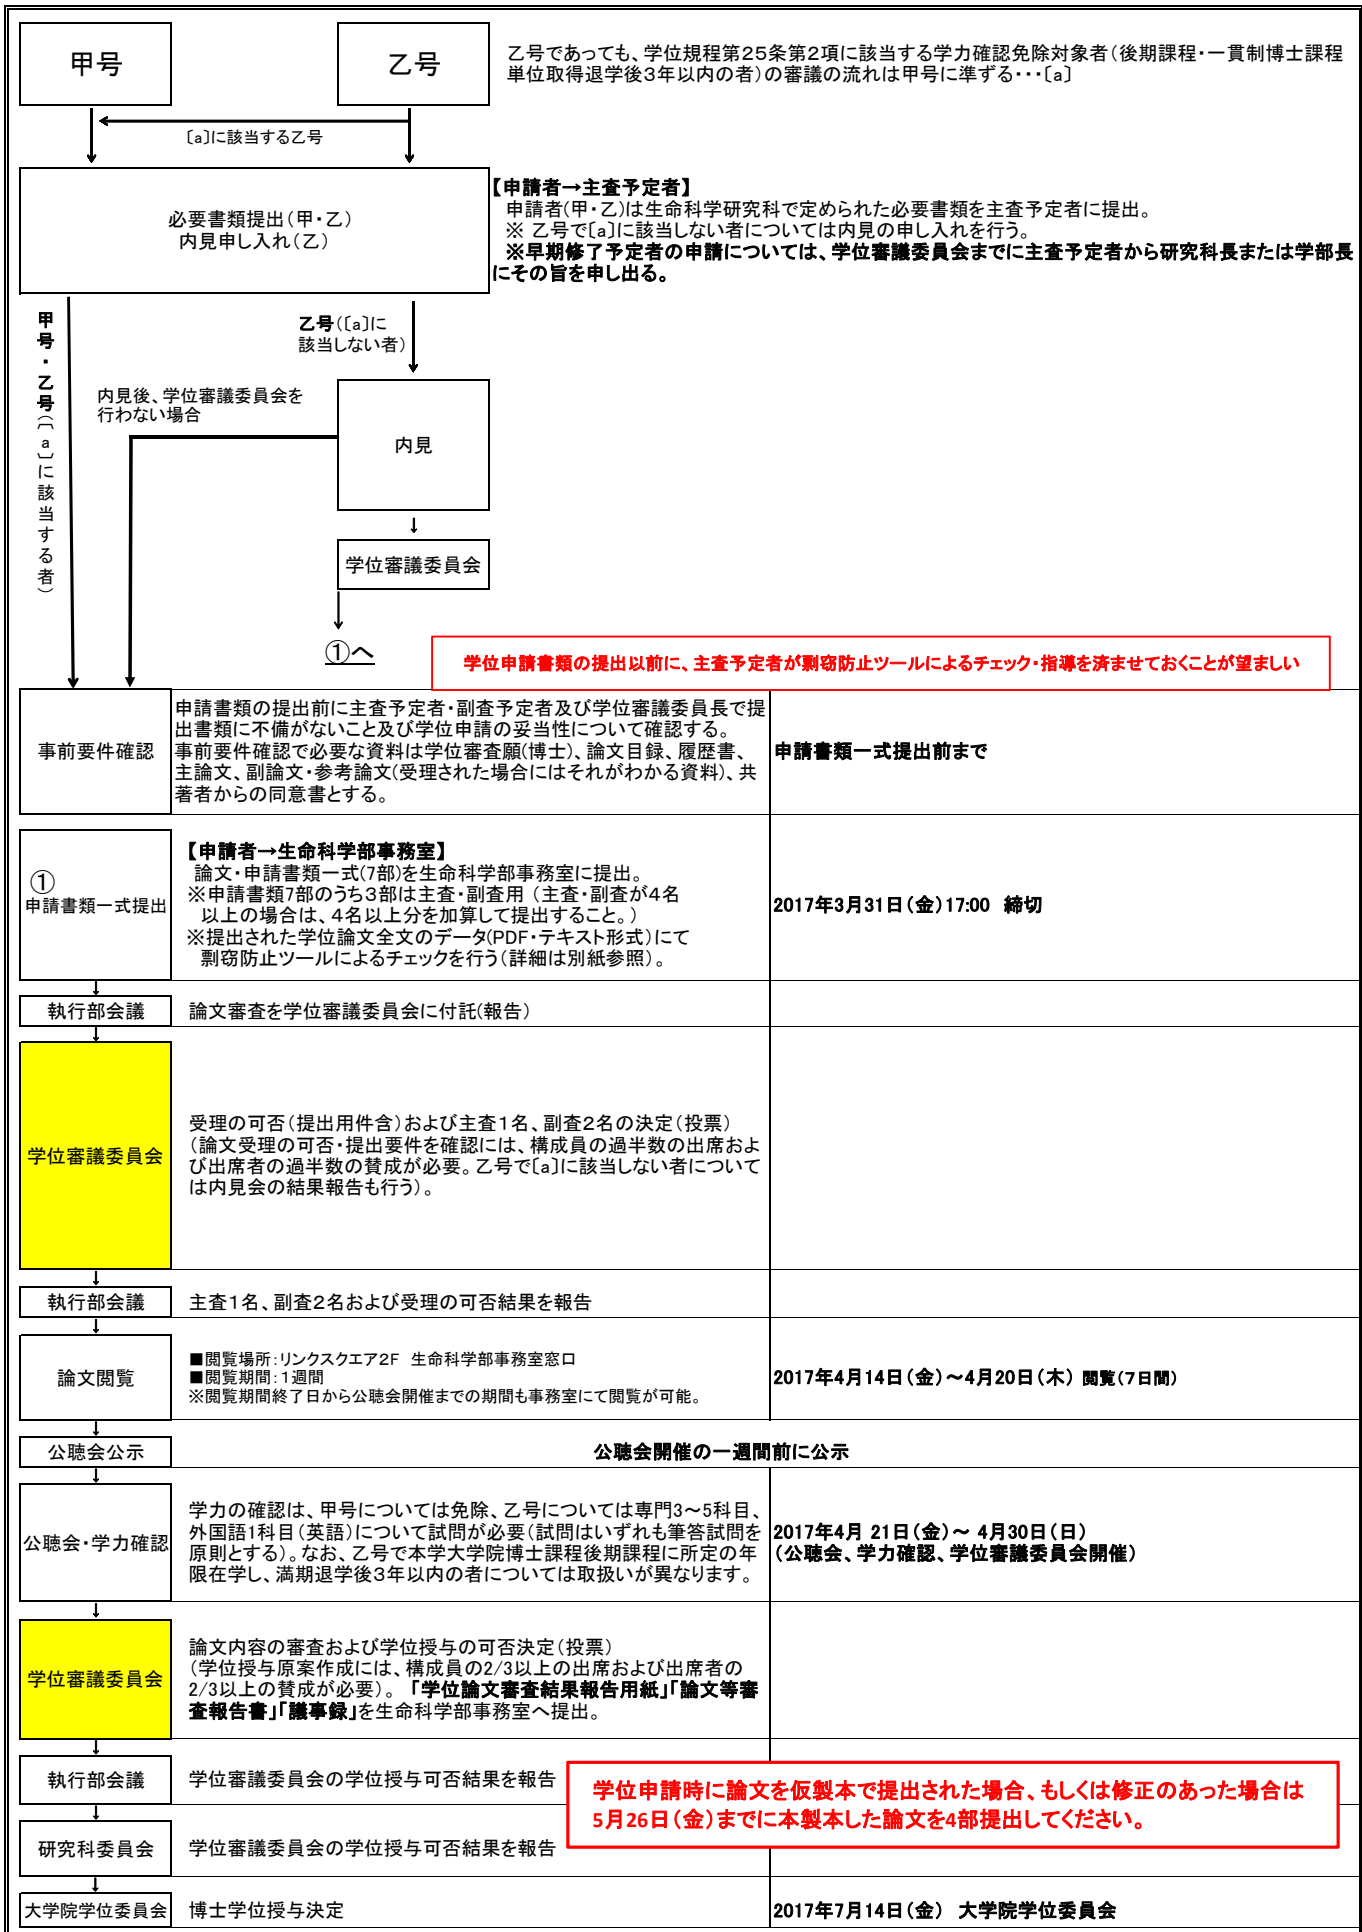 甲号
乙号
乙号であっても、学位規程第25条第2項に該当する学力確認免除対象者(後期課程・一貫制博士課程
単位取得退学後3年以内の者)の審議の流れは甲号に準ずる・・・〔a〕
〔a〕に該当する乙号
必要書類提出(甲・乙)
内見申し入れ(乙)
【申請者→主査予定者】
申請者(甲・乙)は生命科学研究科で定められた必要書類を主査予定者に提出。
※ 乙号で〔a〕に該当しない者については内見の申し入れを行う。
※早期修了予定者の申請については、学位審議委員会までに主査予定者から研究科長または学部長
にその旨を申し出る。
甲号・乙号(〔a〕に該当する者)
乙号(〔a〕に
該当しない者)
内見後、学位審議委員会を
行わない場合
内見
学位審議委員会
①へ
学位申請書類の提出以前に、主査予定者が剽窃防止ツールによるチェック・指導を済ませておくことが望ましい
事前要件確認
申請書類の提出前に主査予定者・副査予定者及び学位審議委員長で提
出書類に不備がないこと及び学位申請の妥当性について確認する。
事前要件確認で必要な資料は学位審査願(博士)、論文目録、履歴書、
主論文、副論文・参考論文(受理された場合にはそれがわかる資料)、共
著者からの同意書とする。
申請書類一式提出前まで
①
申請書類一式提出
【申請者→生命科学部事務室】
論文・申請書類一式(7部)を生命科学部事務室に提出。
※申請書類7部のうち3部は主査・副査用 (主査・副査が4名
以上の場合は、4名以上分を加算して提出すること。)
※提出された学位論文全文のデータ(PDF・テキスト形式)にて
剽窃防止ツールによるチェックを行う(詳細は別紙参照)。
2017年3月31日(金)17:00 締切
執行部会議
論文審査を学位審議委員会に付託(報告)
学位審議委員会
受理の可否(提出用件含)および主査1名、副査2名の決定(投票)
(論文受理の可否・提出要件を確認には、構成員の過半数の出席およ
び出席者の過半数の賛成が必要。乙号で〔a〕に該当しない者について
は内見会の結果報告も行う)。
執行部会議
主査1名、副査2名および受理の可否結果を報告
論文閲覧
■閲覧場所:リンクスクエア2F 生命科学部事務室窓口
■閲覧期間:1週間
※閲覧期間終了日から公聴会開催までの期間も事務室にて閲覧が可能。
2017年4月14日(金)~4月20日(木) 閲覧(7日間)
公聴会公示
公聴会開催の一週間前に公示
公聴会・学力確認
学力の確認は、甲号については免除、乙号については専門3~5科目、
外国語1科目(英語)について試問が必要(試問はいずれも筆答試問を
原則とする)。なお、乙号で本学大学院博士課程後期課程に所定の年
限在学し、満期退学後3年以内の者については取扱いが異なります。
2017年4月 21日(金)~ 4月30日(日)
(公聴会、学力確認、学位審議委員会開催)
学位審議委員会
論文内容の審査および学位授与の可否決定(投票)
(学位授与原案作成には、構成員の2/3以上の出席および出席者の
2/3以上の賛成が必要)。「学位論文審査結果報告用紙」「論文等審
査報告書」「議事録」を生命科学部事務室へ提出。
執行部会議
学位審議委員会の学位授与可否結果を報告
学位申請時に論文を仮製本で提出された場合、もしくは修正のあった場合は
5月26日(金)までに本製本した論文を4部提出してください。
研究科委員会
学位審議委員会の学位授与可否結果を報告
大学院学位委員会
博士学位授与決定
2017年7月14日(金) 大学院学位委員会